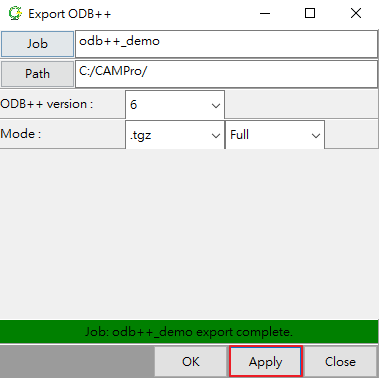 Export ODB++
Job odb++_demo
Path C:/CAMPro/
ODB++ version : 6
Mode : .tgz Full
Job: odb++_demo export complete.
OK Apply Close